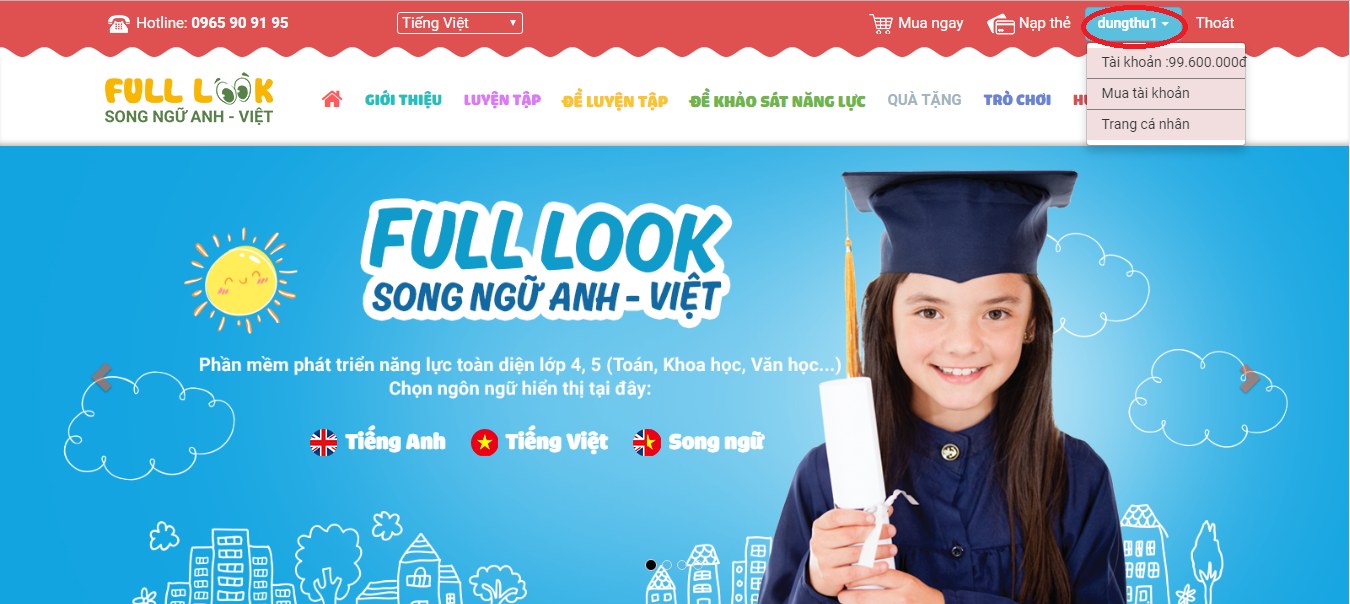 Hotline: 0965 90 91 95
Tiếng Việt
Mua ngay
Nạp thẻ
dungthu1
Thoát
Tài khoản :99.600.000đ
Mua tài khoản
Trang cá nhân
FULL LOOK
SONG NGỮ ANH - VIỆT
GIỚI THIỆU
LUYỆN TẬP
ĐỀ LUYỆN TẬP
ĐỀ KHẢO SÁT NĂNG LỰC
QUÀ TẶNG
TRÒ CHƠI
FULL LOOK
SONG NGỮ ANH - VIỆT
Phần mềm phát triển năng lực toàn diện lớp 4, 5 (Toán, Khoa học, Văn học...)
Chọn ngôn ngữ hiển thị tại đây:
Tiếng Anh
Tiếng Việt
Song ngữ